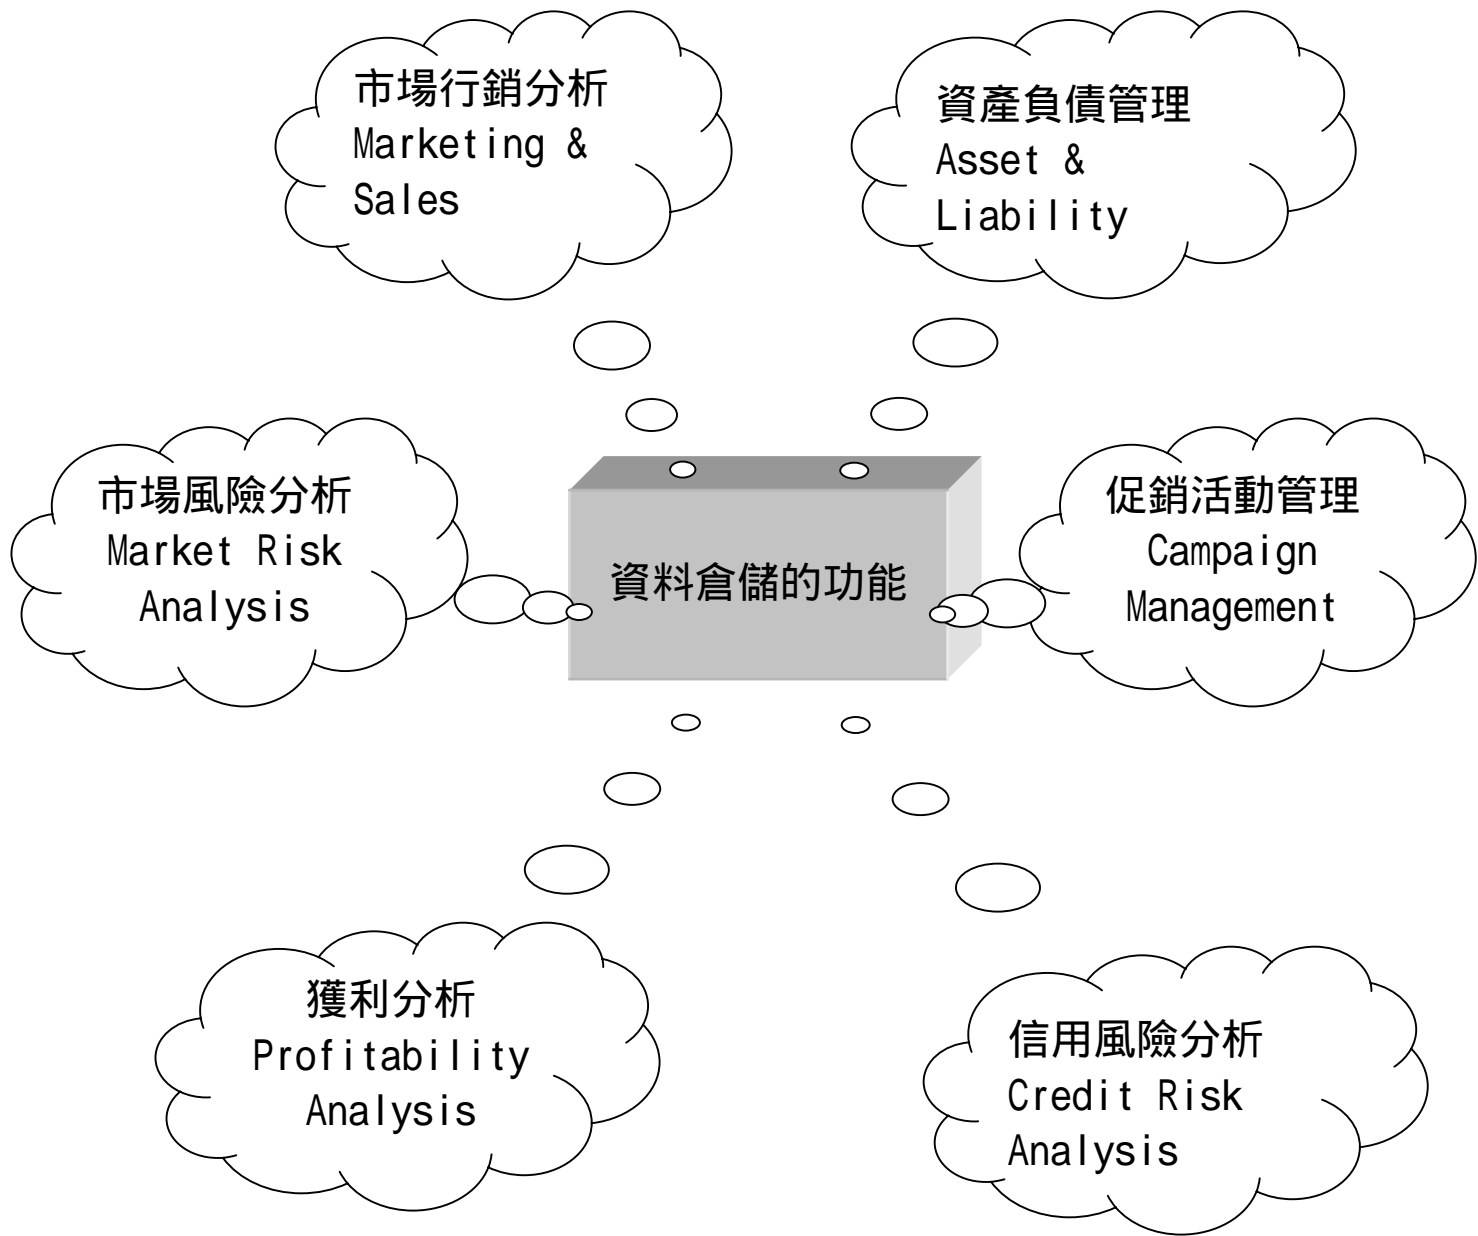 市場行銷分析
Marketing &
Sales
資產負債管理
Asset &
Liability
市場風險分析
Market Risk
Analysis
資料倉儲的功能
促銷活動管理
Campaign
Management
獲利分析
Profitability
Analysis
信用風險分析
Credit Risk
Analysis